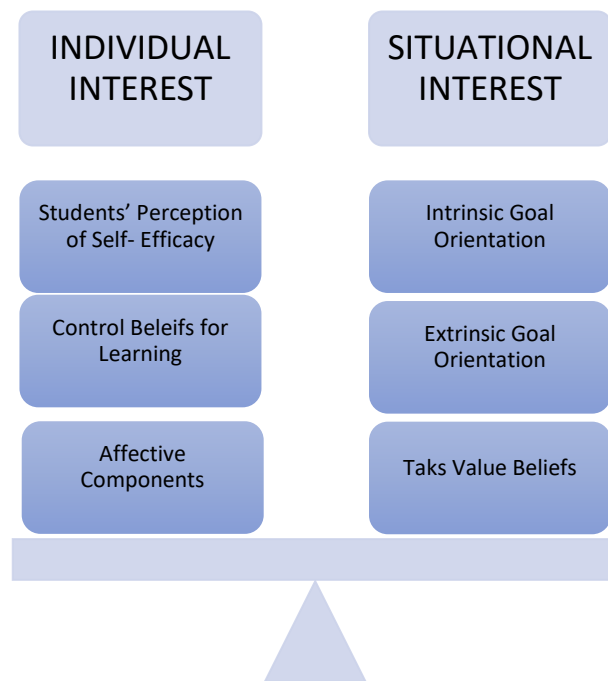 INDIVIDUAL
INTEREST
Students’ Perception
of Self- Efficacy
Control Beleifs for
Learning
Affective
Components
SITUATIONAL
INTEREST
Intrinsic Goal
Orientation
Extrinsic Goal
Orientation
Taks Value Beliefs